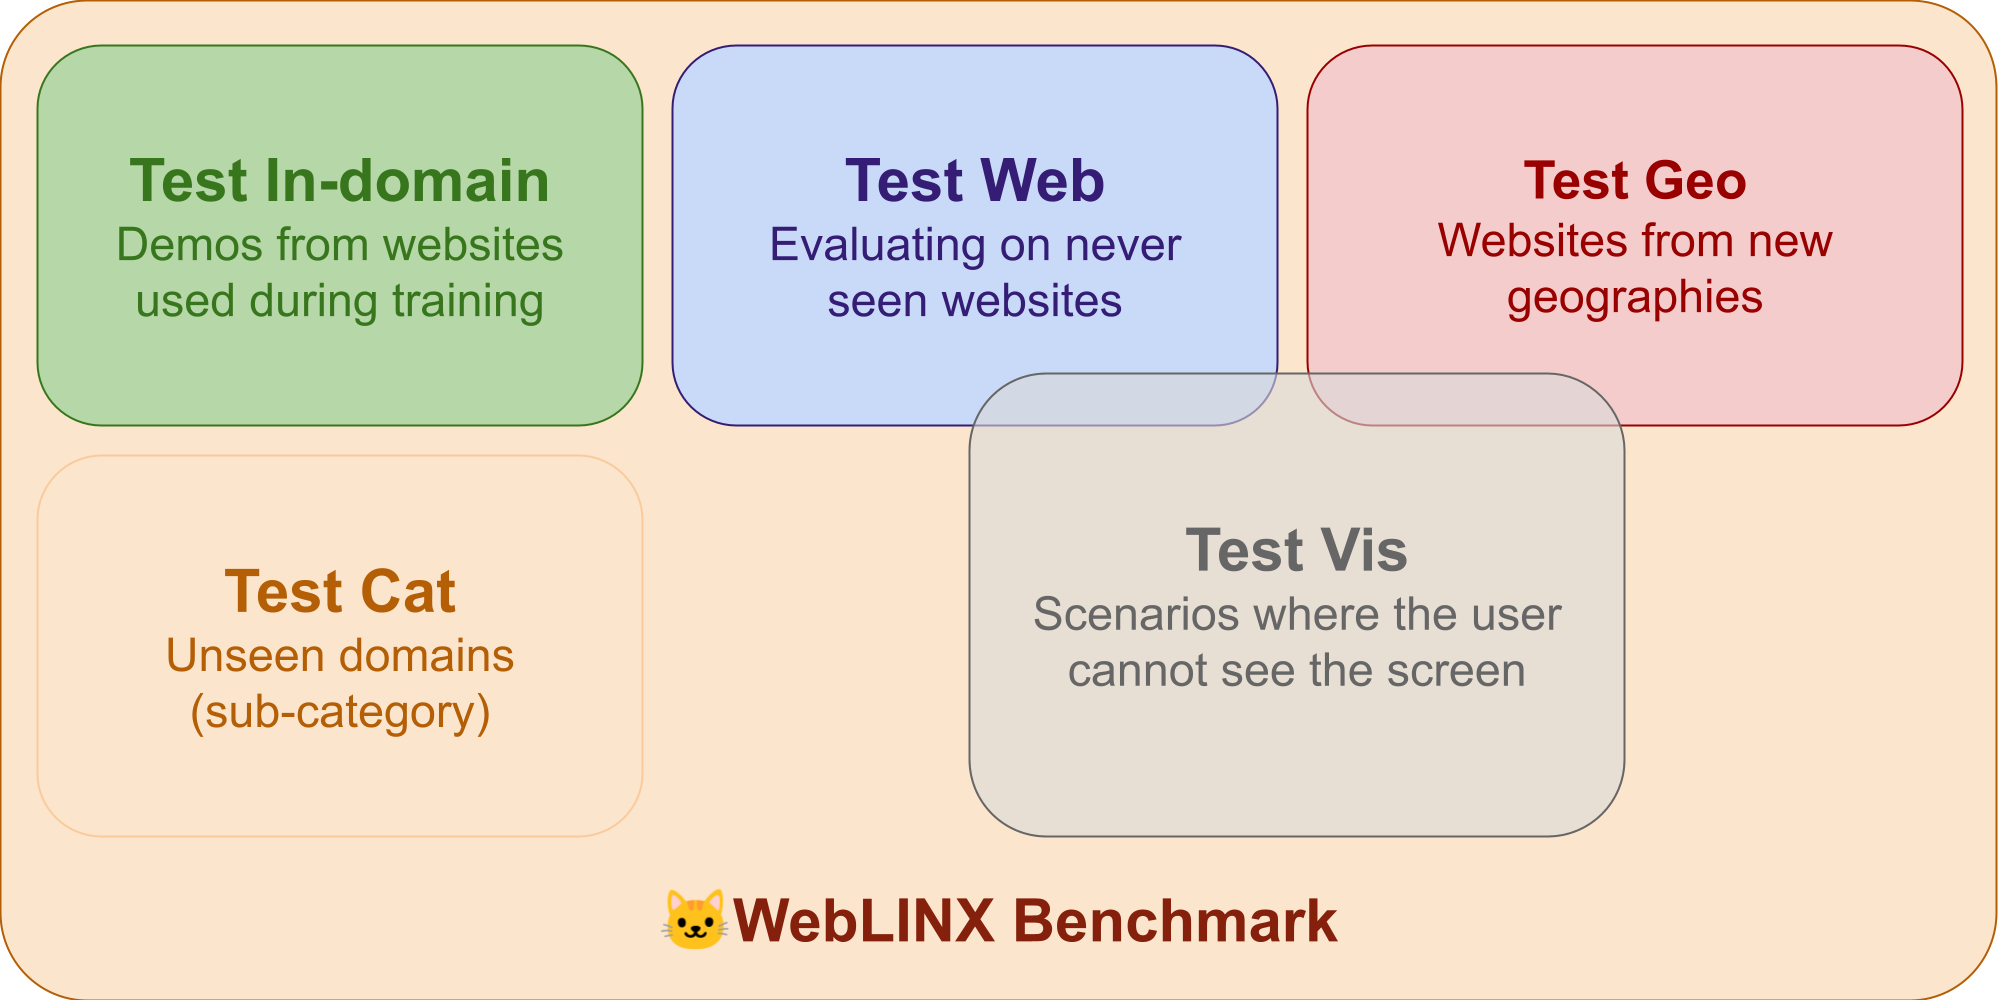 Test In-domain
Demos from websites
used during training
Test Web
Evaluating on never
seen websites
Test Geo
Websites from new
geographies
Test Cat
Unseen domains
(sub-category)
Test Vis
Scenarios where the user
cannot see the screen
WebLINX Benchmark